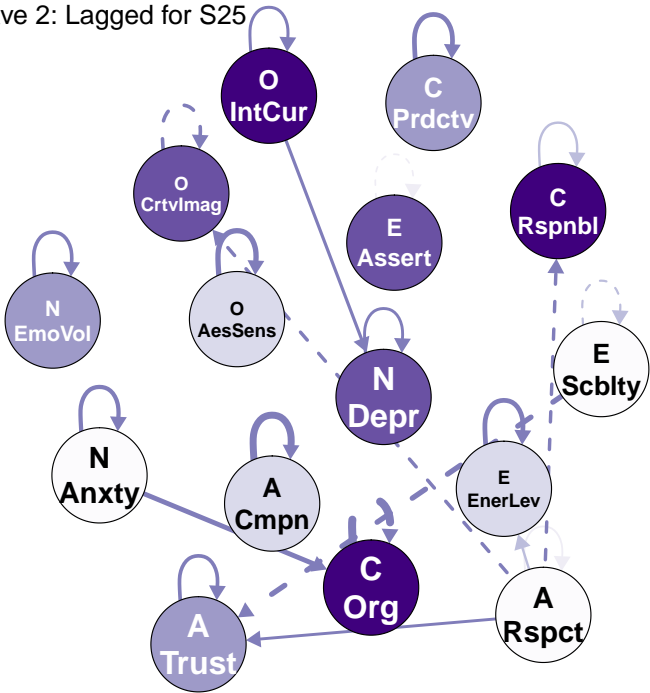 ve 2: Lagged for S25
O
IntCur
C
Prdctv
O
CrtvImag
C
Rspnbl
E
Assert
N
EmoVol
O
AesSens
E
Scblty
N
Depr
N
Anxty
A
Cmpn
E
EnerLev
C
Org
A
Rspct
A
Trust